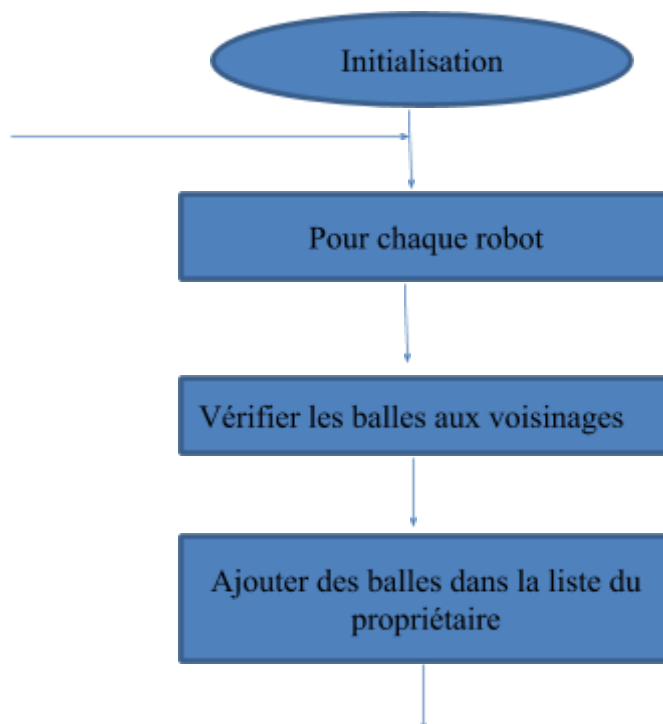 Initialisation
Pour chaque robot
Vérifier les balles aux voisinages
Ajouter des balles dans la liste du
propriétaire